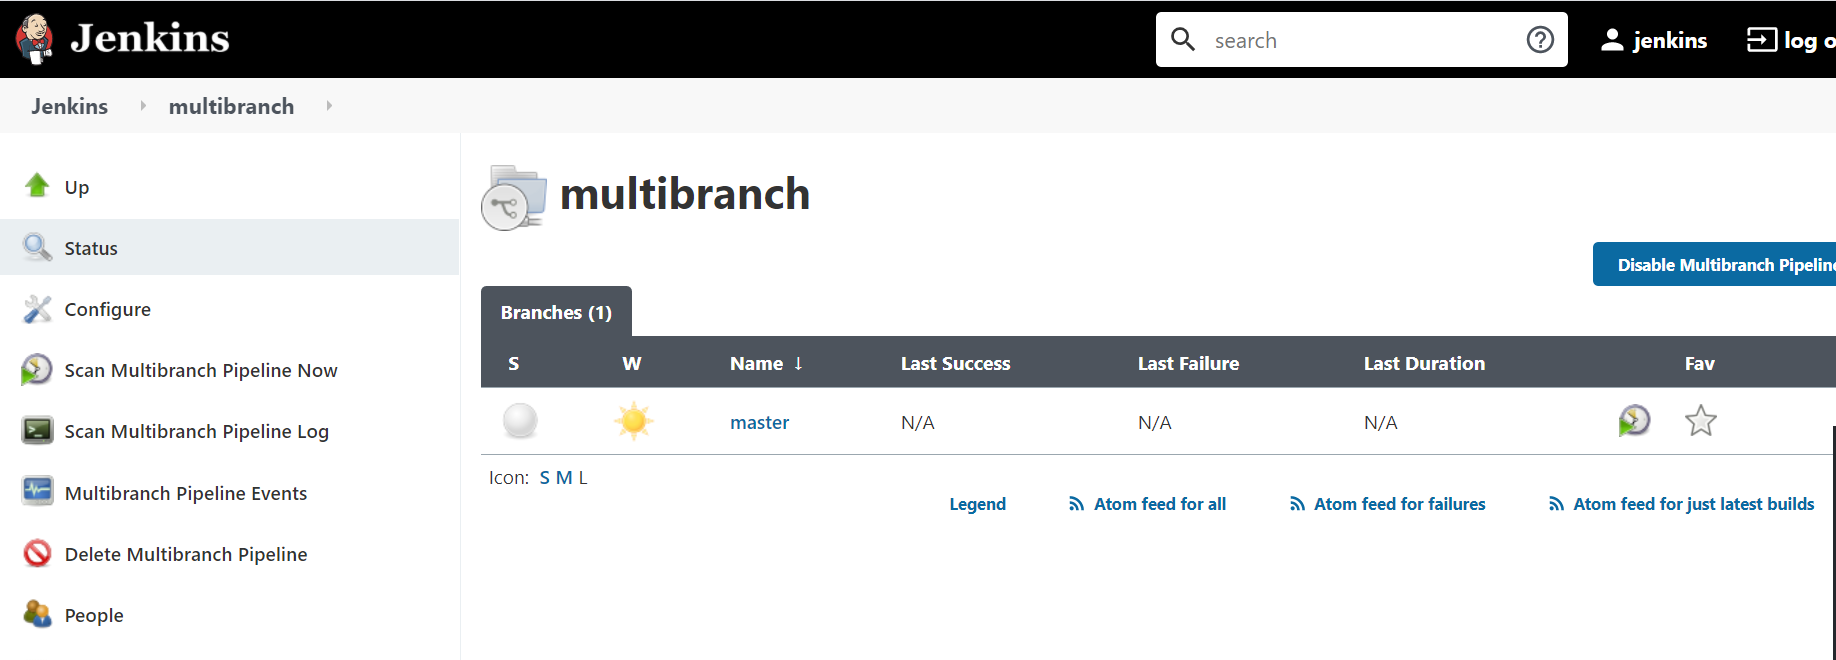 Jenkins
search
jenkins
log o
Jenkins
multibranch
Up
Status
Configure
Scan Multibranch Pipeline Now
Scan Multibranch Pipeline Log
Multibranch Pipeline Events
Delete Multibranch Pipeline
People
multibranch
Disable Multibranch Pipeline
Branches (1)
S W Name ↓ Last Success Last Failure Last Duration Fav
master N/A N/A N/A
Icon: S M L
Legend Atom feed for all Atom feed for failures Atom feed for just latest builds